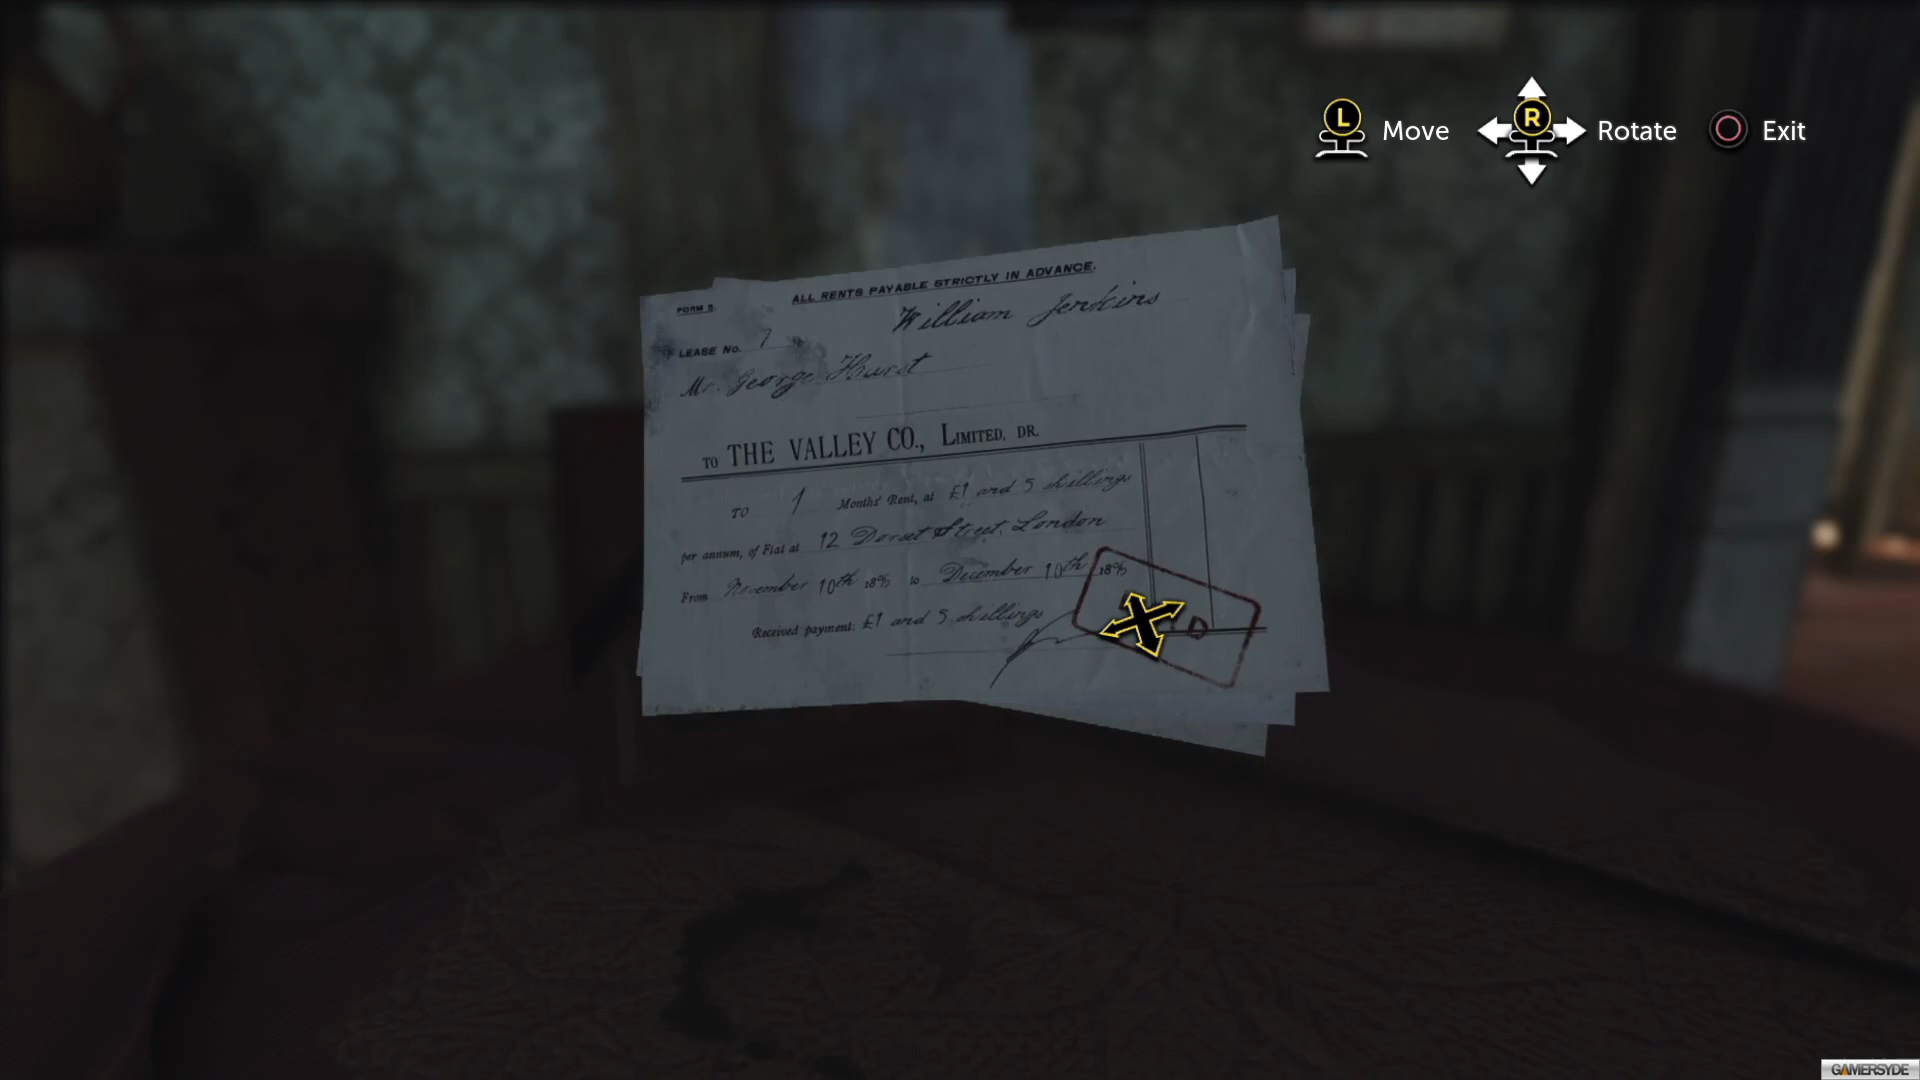 L Move R Rotate Exit
FORM 5. ALL RENTS PAYABLE STRICTLY IN ADVANCE.
William Jenkins
LEASE No. 7
Mr. George Hurst
TO THE VALLEY CO., LIMITED, DR.
TO 1 Months' Rent, at £1 and 5 shillings
per annum, of Flat at 12 Dorset Street, London
From November 10th 1895 to December 10th 1895
Received payment: £1 and 5 shillings
GAMERSYDE